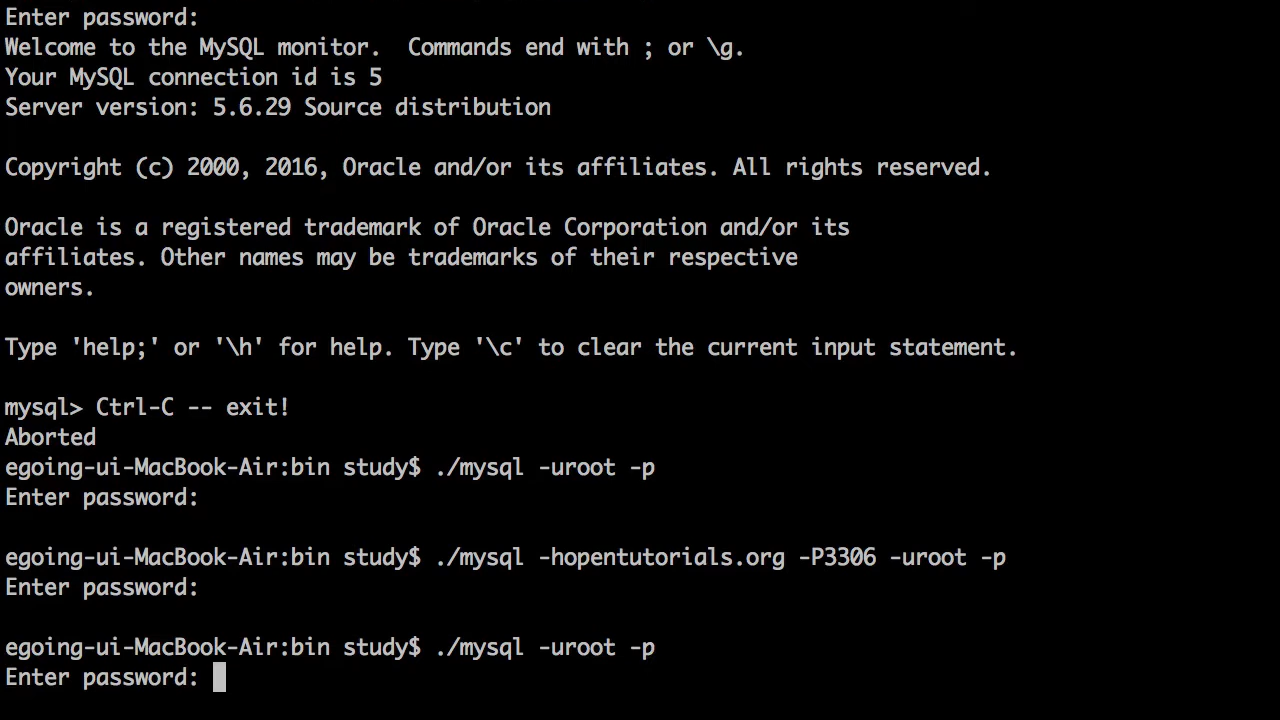 Enter password:
Welcome to the MySQL monitor.  Commands end with ; or \g.
Your MySQL connection id is 5
Server version: 5.6.29 Source distribution
Copyright (c) 2000, 2016, Oracle and/or its affiliates. All rights reserved.
Oracle is a registered trademark of Oracle Corporation and/or its
affiliates. Other names may be trademarks of their respective
owners.
Type 'help;' or '\h' for help. Type '\c' to clear the current input statement.
mysql> Ctrl-C -- exit!
Aborted
egoing-ui-MacBook-Air:bin study$ ./mysql -uroot -p
Enter password:
egoing-ui-MacBook-Air:bin study$ ./mysql -hopentutorials.org -P3306 -uroot -p
Enter password:
egoing-ui-MacBook-Air:bin study$ ./mysql -uroot -p
Enter password: